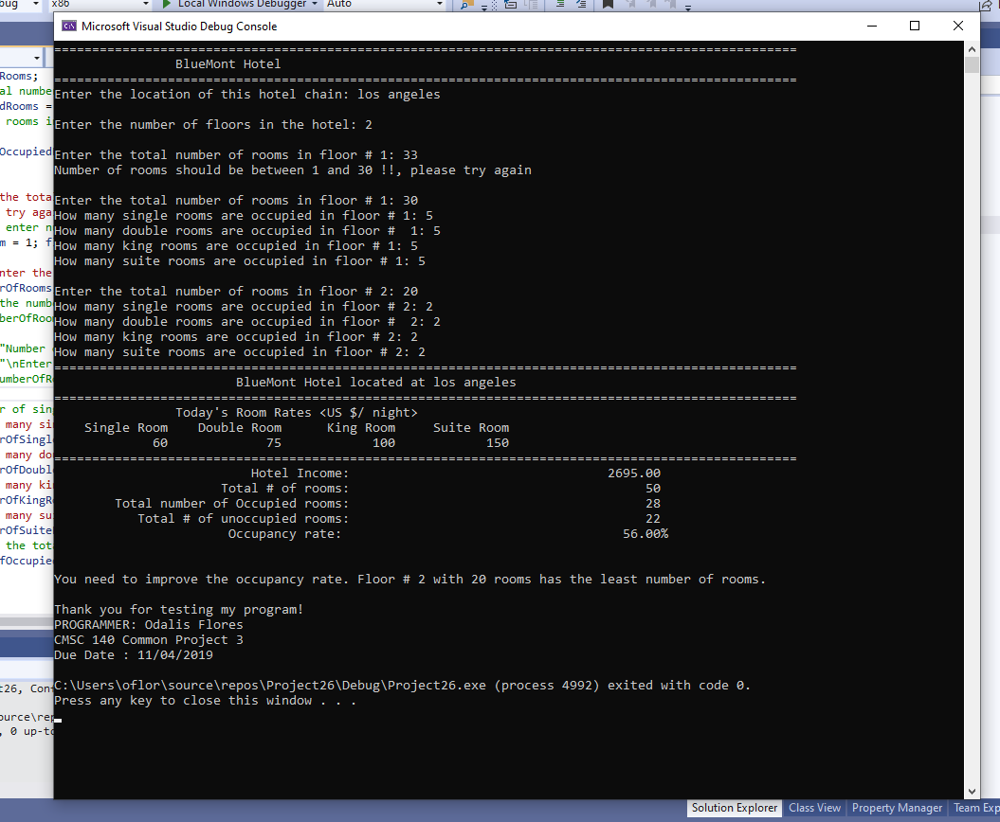 x86
Local Windows Debugger
Auto
Microsoft Visual Studio Debug Console
==================================================================================================
BlueMont Hotel
==================================================================================================
Enter the location of this hotel chain: los angeles
Enter the number of floors in the hotel: 2
Enter the total number of rooms in floor # 1: 33
Number of rooms should be between 1 and 30 !!, please try again
Enter the total number of rooms in floor # 1: 30
How many single rooms are occupied in floor # 1: 5
How many double rooms are occupied in floor #  1: 5
How many king rooms are occupied in floor # 1: 5
How many suite rooms are occupied in floor # 1: 5
Enter the total number of rooms in floor # 2: 20
How many single rooms are occupied in floor # 2: 2
How many double rooms are occupied in floor #  2: 2
How many king rooms are occupied in floor # 2: 2
How many suite rooms are occupied in floor # 2: 2
==================================================================================================
BlueMont Hotel located at los angeles
==================================================================================================
Today's Room Rates <US $/ night>
Single Room    Double Room      King Room     Suite Room
60             75            100            150
==================================================================================================
Hotel Income: 2695.00
Total # of rooms: 50
Total number of Occupied rooms: 28
Total # of unoccupied rooms: 22
Occupancy rate: 56.00%
You need to improve the occupancy rate. Floor # 2 with 20 rooms has the least number of rooms.
Thank you for testing my program!
PROGRAMMER: Odalis Flores
CMSC 140 Common Project 3
Due Date : 11/04/2019
C:\Users\oflor\source\repos\Project26\Debug\Project26.exe (process 4992) exited with code 0.
Press any key to close this window . . .
Solution Explorer
Class View
Property Manager
Team Exp